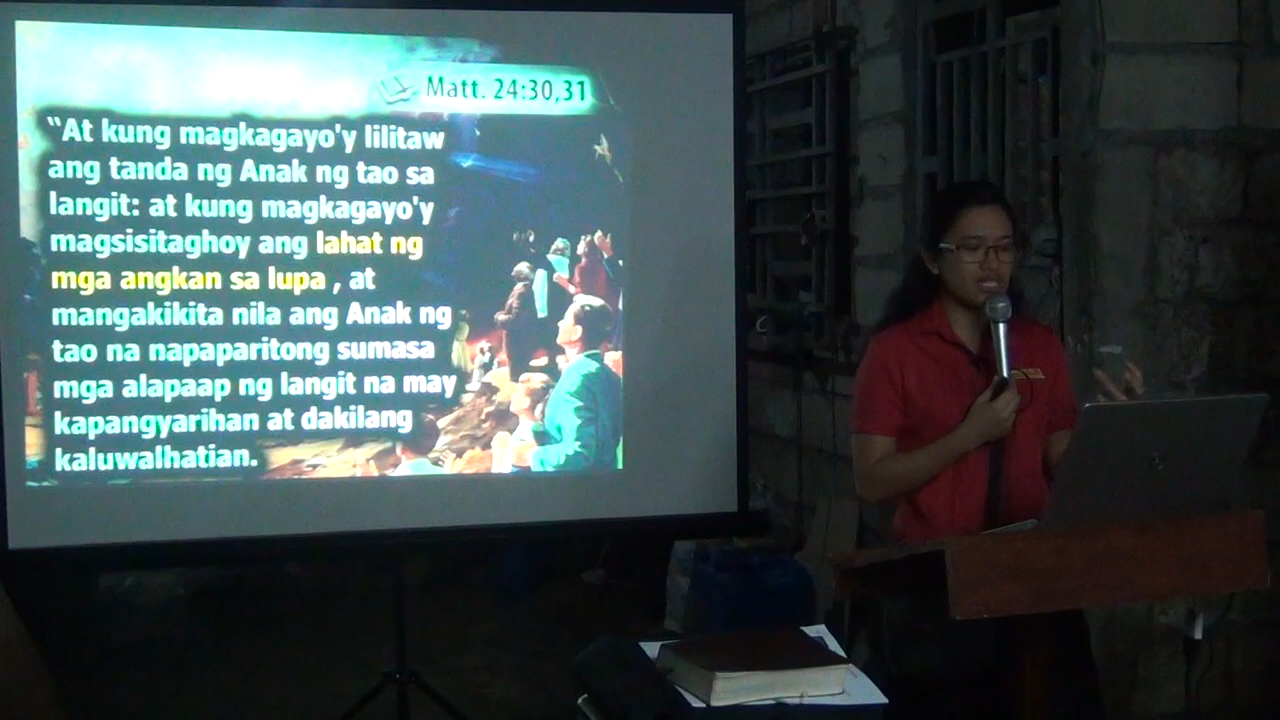 Matt. 24:30,31
“At kung magkagayo'y lilitaw
ang tanda ng Anak ng tao sa
langit: at kung magkagayo'y
magsisitaghoy ang lahat ng
mga angkan sa lupa , at
mangakikita nila ang Anak ng
tao na napaparitong sumasa
mga alapaap ng langit na may
kapangyarihan at dakilang
kaluwalhatian.